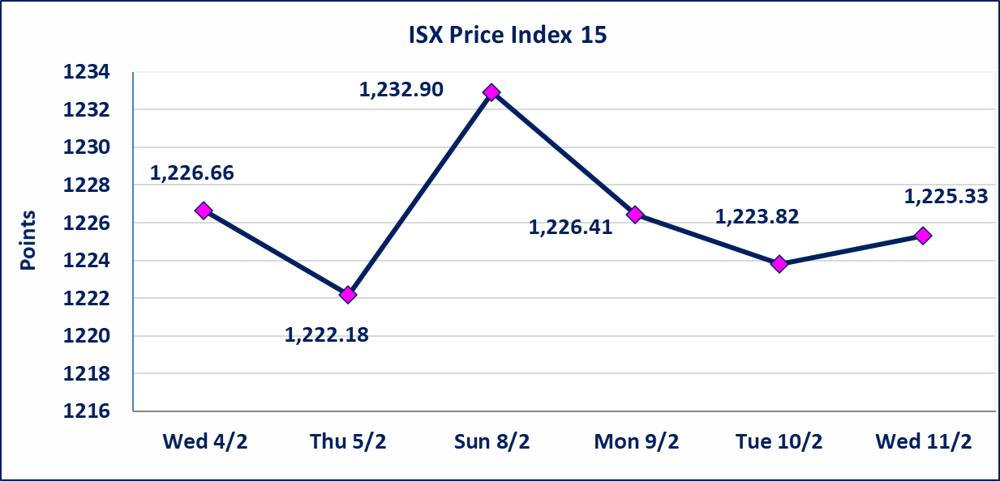 ISX Price Index 15
Points
1234
1232
1230
1228
1226
1224
1222
1220
1218
1216
1,226.66
1,222.18
1,232.90
1,226.41
1,223.82
1,225.33
Wed 4/2
Thu 5/2
Sun 8/2
Mon 9/2
Tue 10/2
Wed 11/2